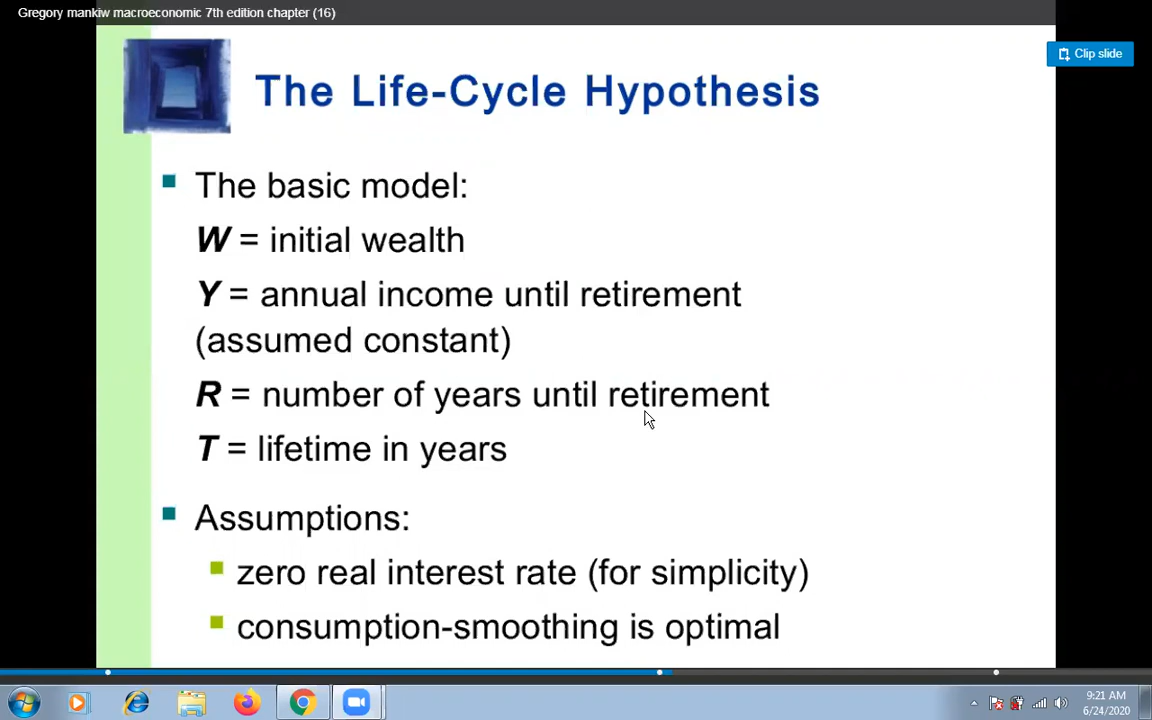 Gregory mankiw macroeconomic 7th edition chapter (16)
Clip slide
The Life-Cycle Hypothesis
The basic model:
W = initial wealth
Y = annual income until retirement
(assumed constant)
R = number of years until retirement
T = lifetime in years
Assumptions:
zero real interest rate (for simplicity)
consumption-smoothing is optimal
9:21 AM
6/24/2020